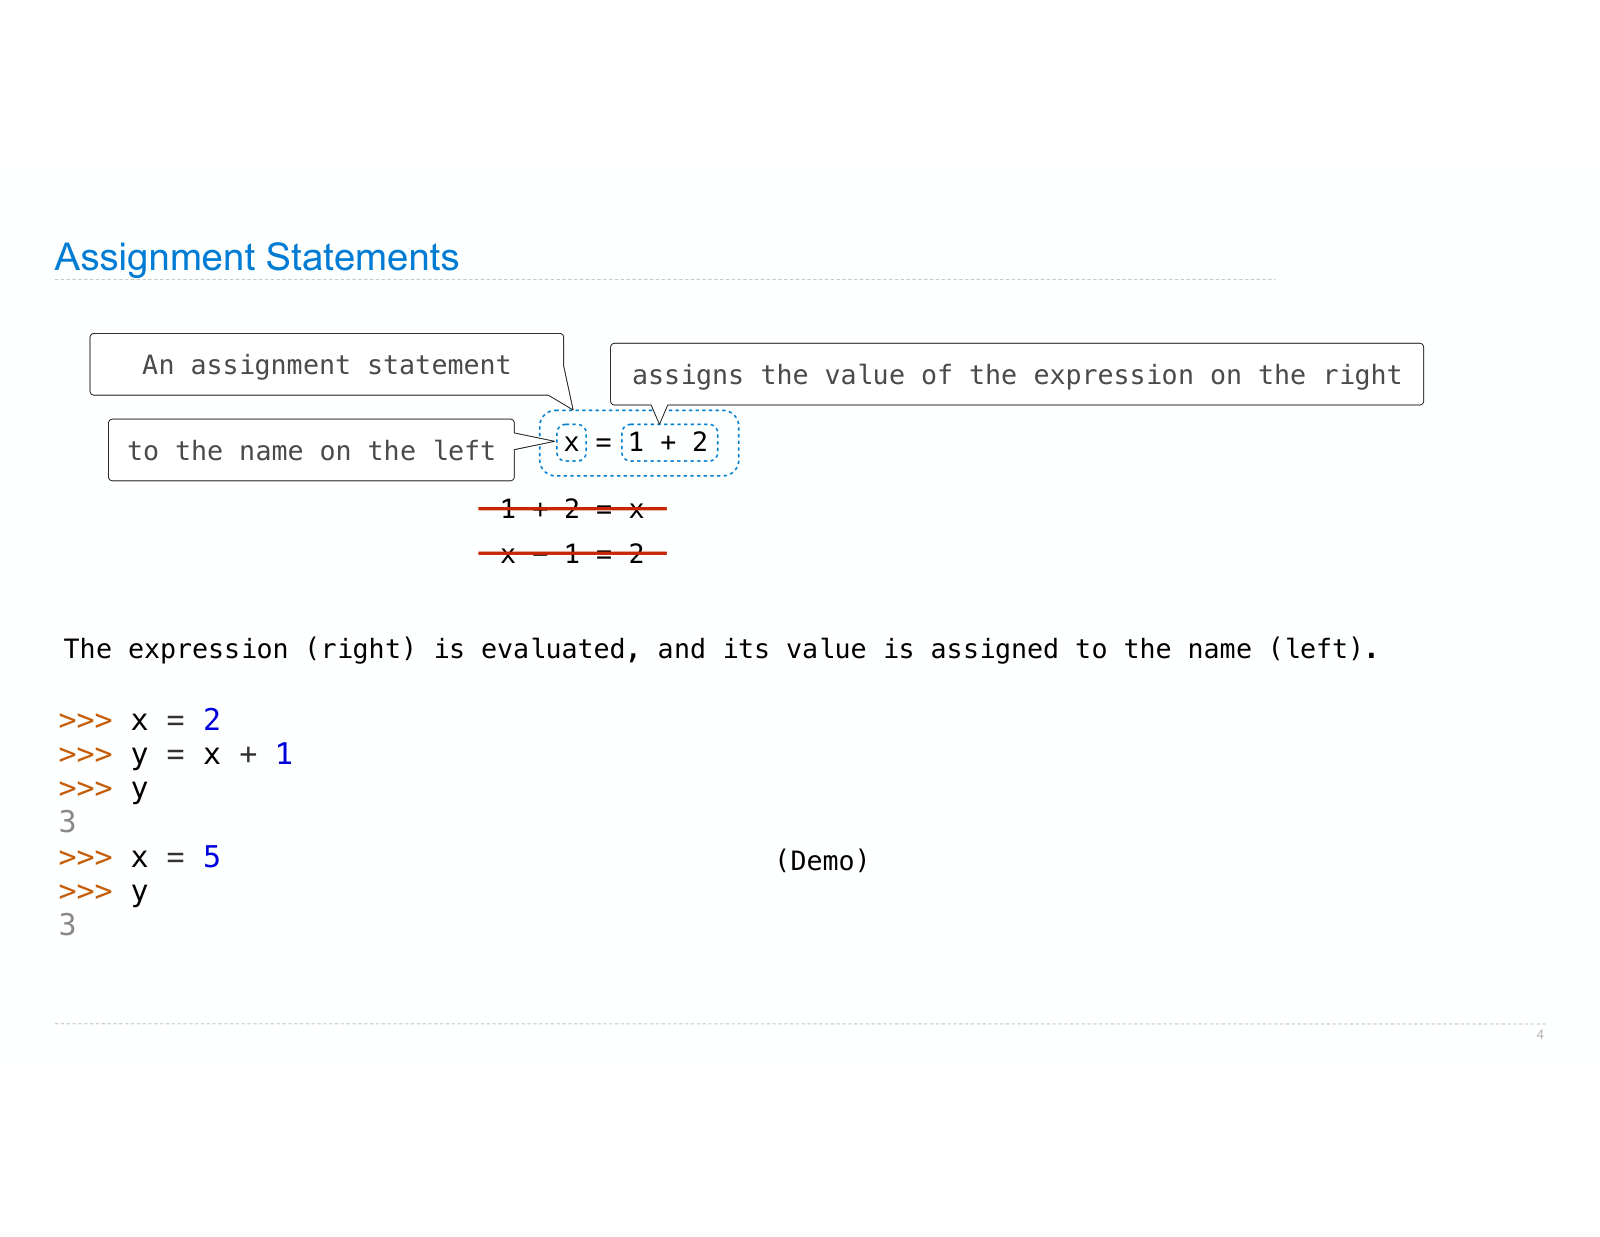 Assignment Statements
An assignment statement
assigns the value of the expression on the right
to the name on the left
x = 1 + 2
1 + 2 = x
x - 1 = 2
The expression (right) is evaluated, and its value is assigned to the name (left).
>>> x = 2
>>> y = x + 1
>>> y
3
>>> x = 5
(Demo)
>>> y
3
4